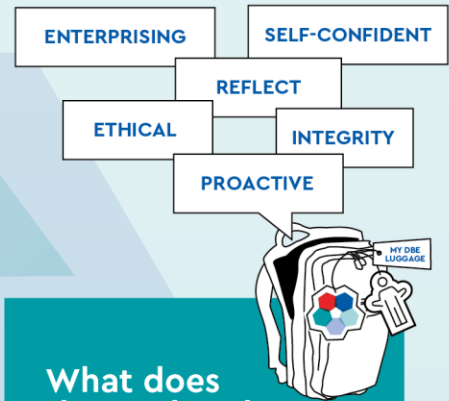 ENTERPRISING
SELF-CONFIDENT
REFLECT
ETHICAL
INTEGRITY
PROACTIVE
MY DBE
LUGGAGE
What does